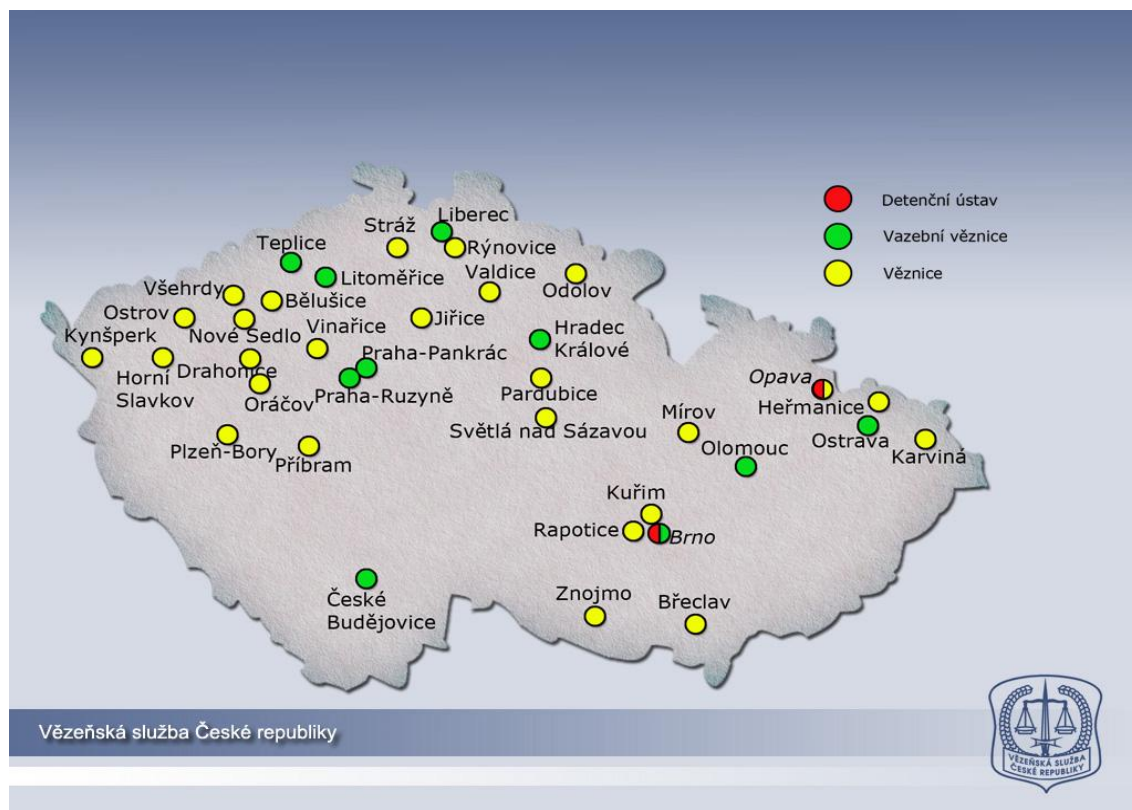 Detenční ústav
Vazební věznice
Věznice
Liberec
Stráž
Rýnovice
Teplice
Litoměřice
Valdice
Odolov
Všehrdy
Bělušice
Ostrov
Nové Sedlo
Vinařice
Jiřice
Kynšperk
Hradec
Králové
Praha-Pankrác
Drahonice
Horní
Slavkov
Oráčov
Praha-Ruzyně
Pardubice
Opava
Heřmanice
Mírov
Světlá nad Sázavou
Olomouc
Ostrava
Karviná
Plzeň-Bory
Příbram
Kuřim
Rapotice
Brno
České
Budějovice
Znojmo
Břeclav
Vězeňská služba České republiky
VĚZEŇSKÁ SLUŽBA
ČESKÉ REPUBLIKY